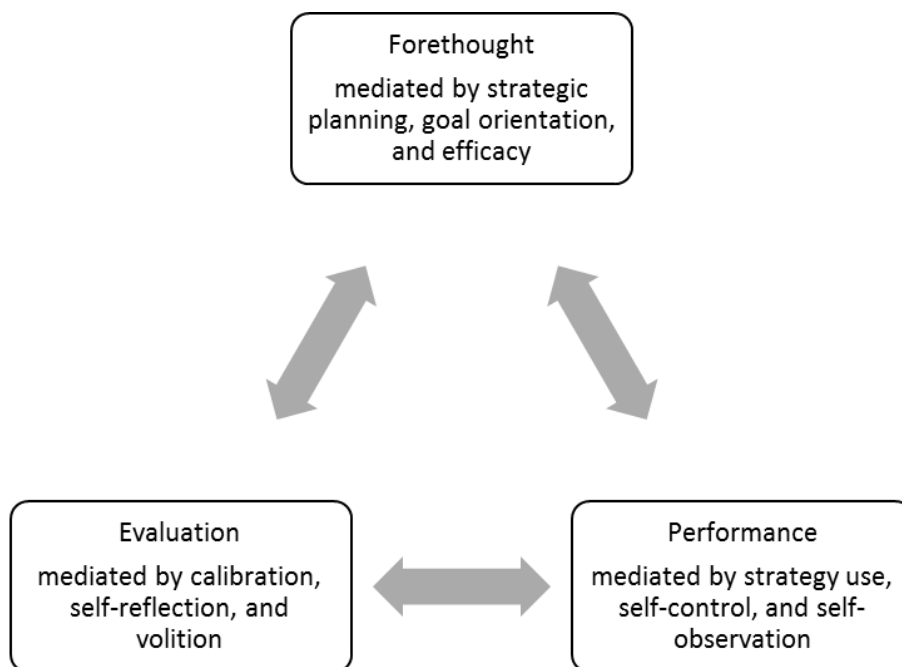 Forethought
mediated by strategic
planning, goal orientation,
and efficacy
Evaluation
mediated by calibration,
self-reflection, and
volition
Performance
mediated by strategy use,
self-control, and self-
observation